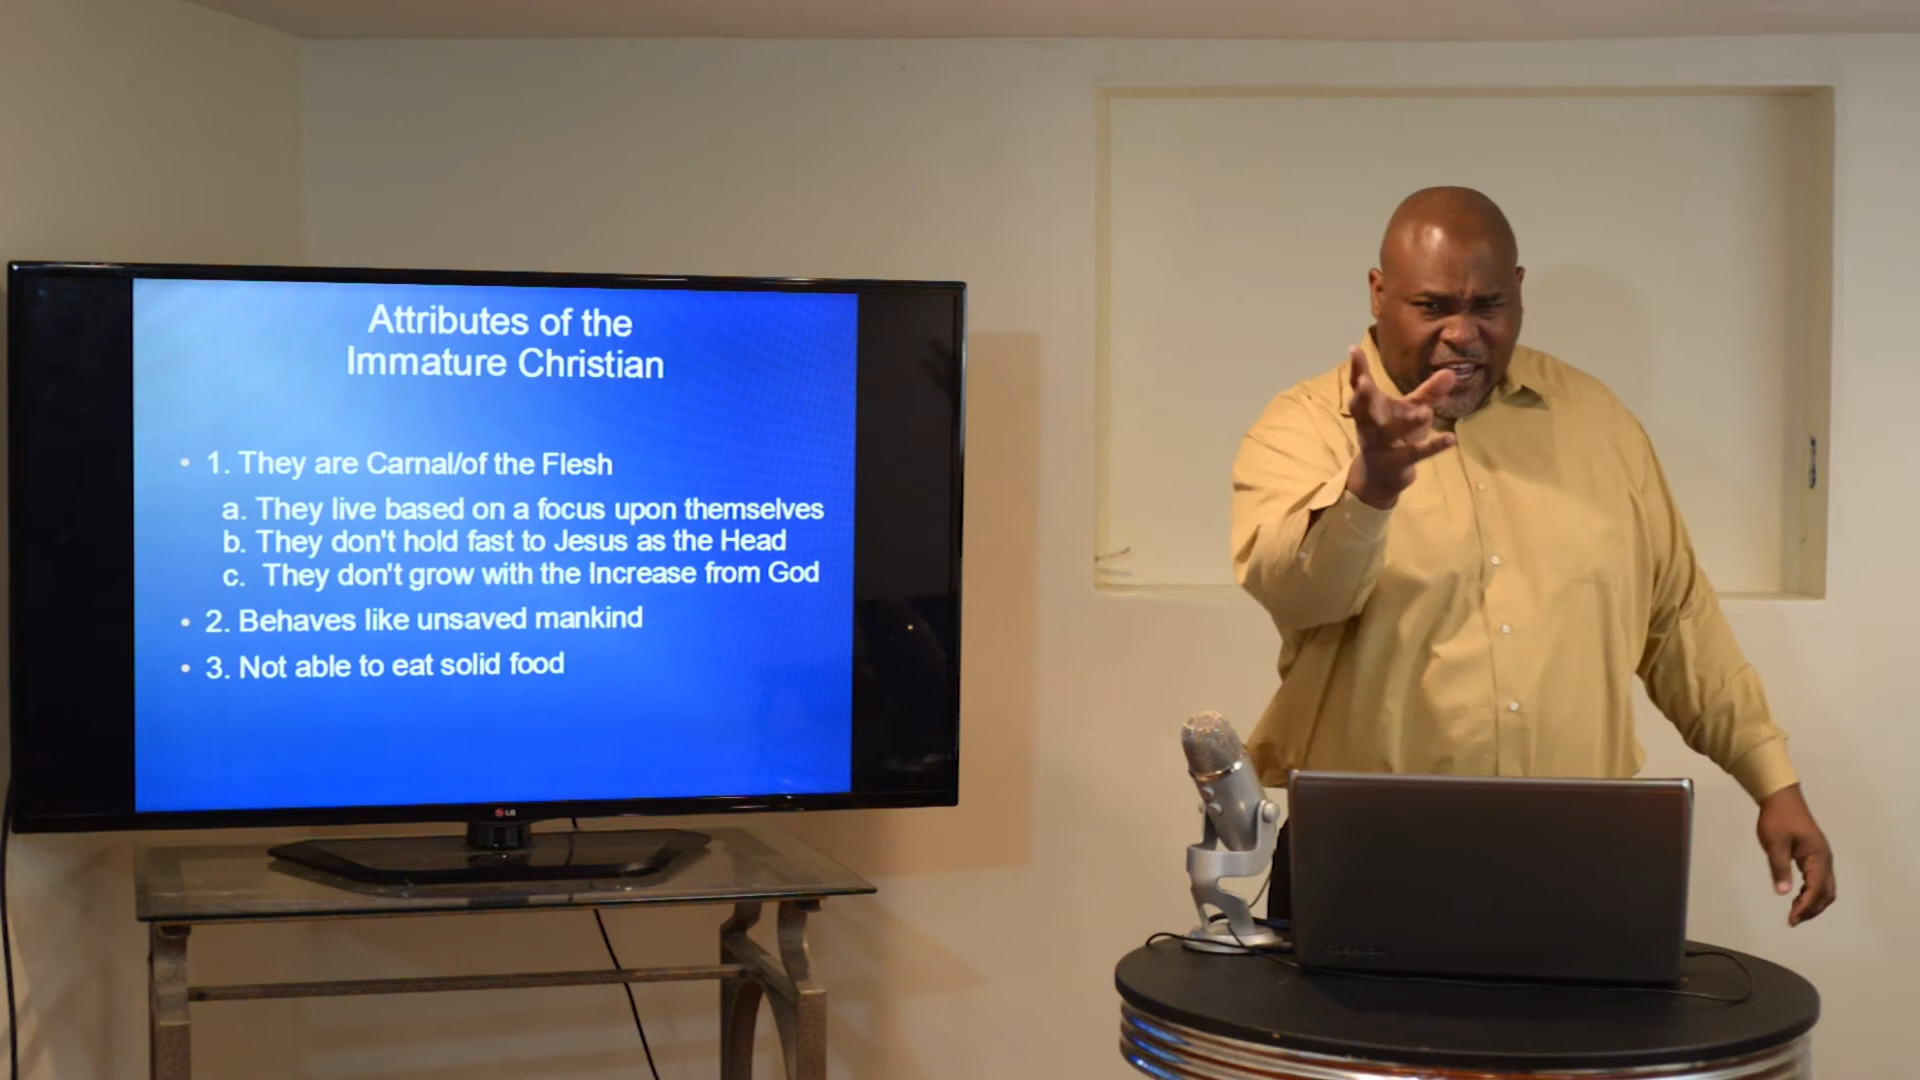 Attributes of the
Immature Christian
• 1. They are Carnal/of the Flesh
a. They live based on a focus upon themselves
b. They don't hold fast to Jesus as the Head
c. They don't grow with the Increase from God
• 2. Behaves like unsaved mankind
• 3. Not able to eat solid food
LG